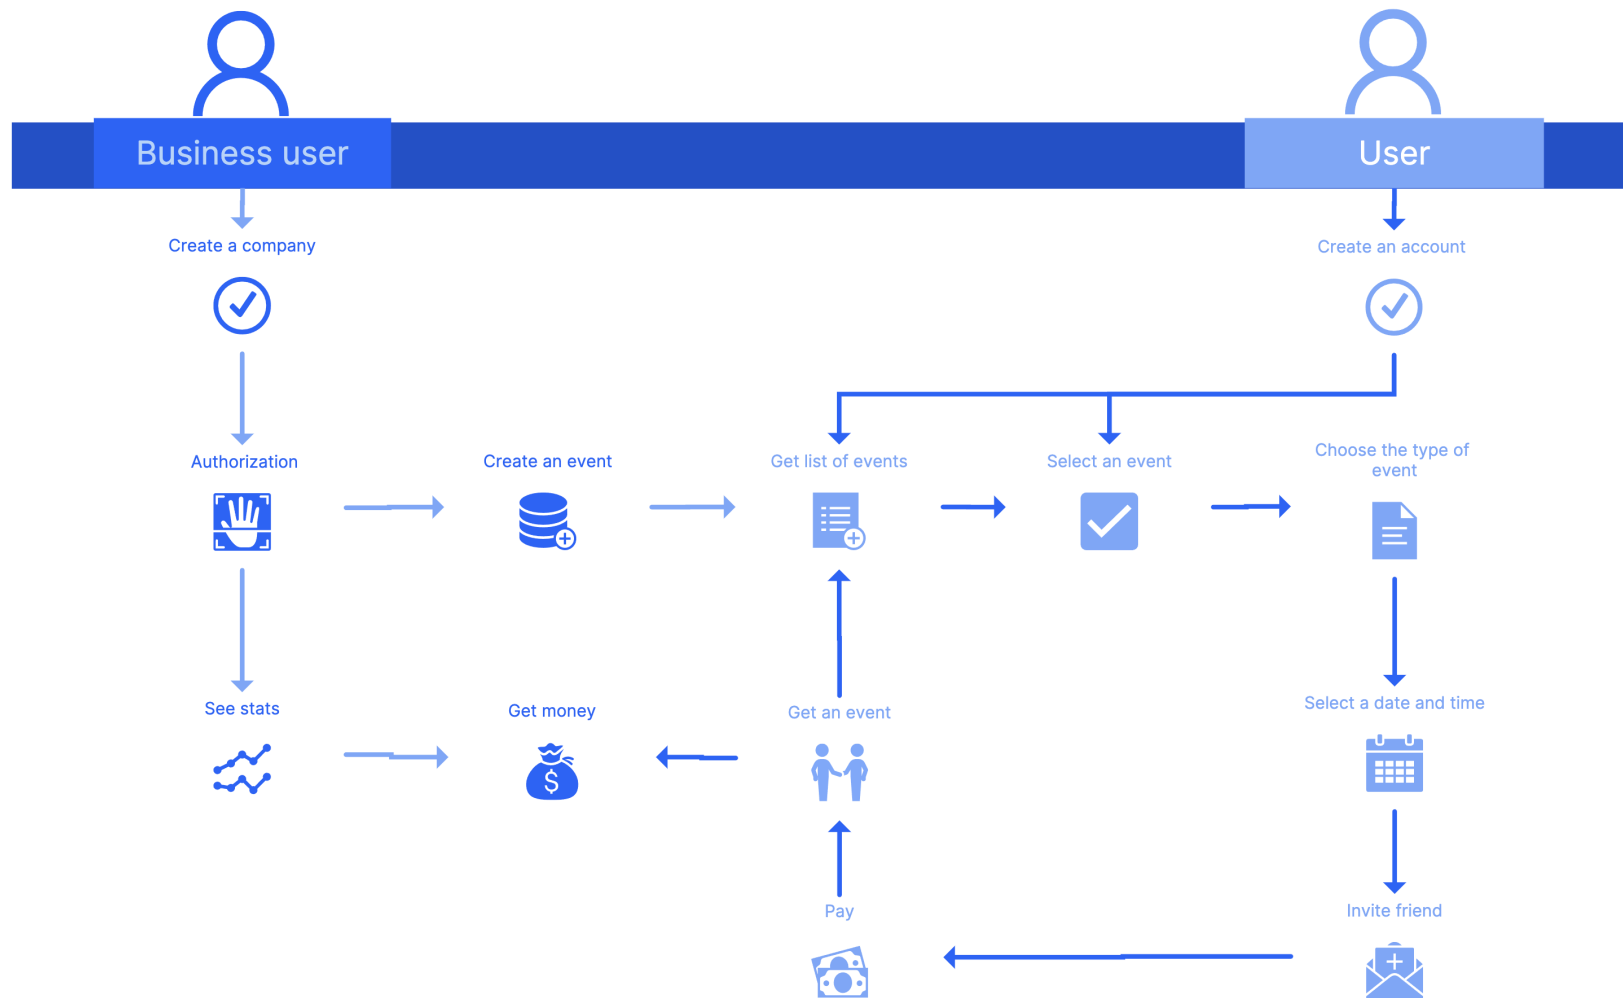 Business user
User
Create a company
Create an account
Authorization
Create an event
Get list of events
Select an event
Choose the type of
event
See stats
Get money
$
Get an event
Select a date and time
Pay
Invite friend